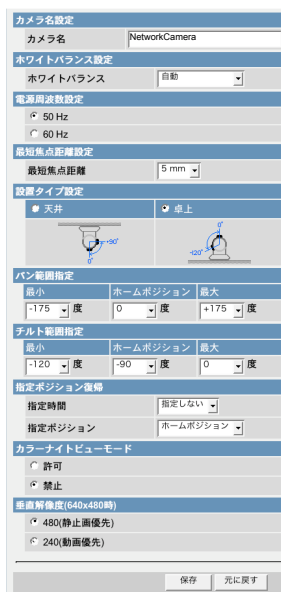 カメラ名設定
カメラ名 NetworkCamera
ホワイトバランス設定
ホワイトバランス 自動
電源周波数設定
50 Hz
60 Hz
最短焦点距離設定
最短焦点距離 5 mm
設置タイプ設定
天井 卓上
+90° 0°
0° -120°
パン範囲指定
最小 ホームポジション 最大
-175 度 0 度 +175 度
チルト範囲指定
最小 ホームポジション 最大
-120 度 -90 度 0 度
指定ポジション復帰
指定時間 指定しない
指定ポジション ホームポジション
カラーナイトビューモード
許可
禁止
垂直解像度(640x480時)
480(静止画優先)
240(動画優先)
保存 元に戻す